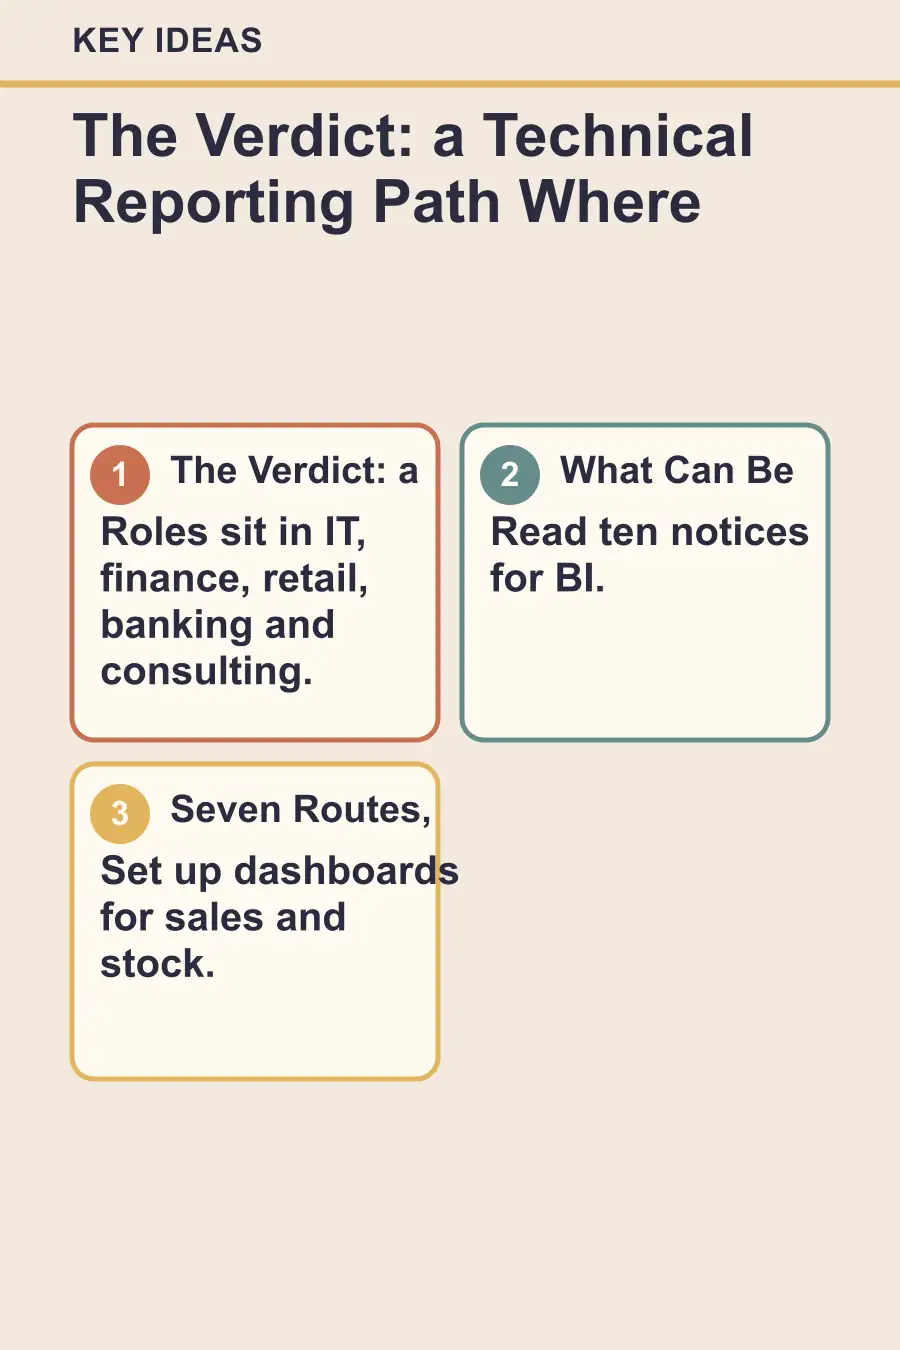 KEY IDEAS
The Verdict: a Technical
Reporting Path Where
1 The Verdict: a
Roles sit in IT,
finance, retail,
banking and
consulting.
2 What Can Be
Read ten notices
for BI.
3 Seven Routes,
Set up dashboards
for sales and
stock.